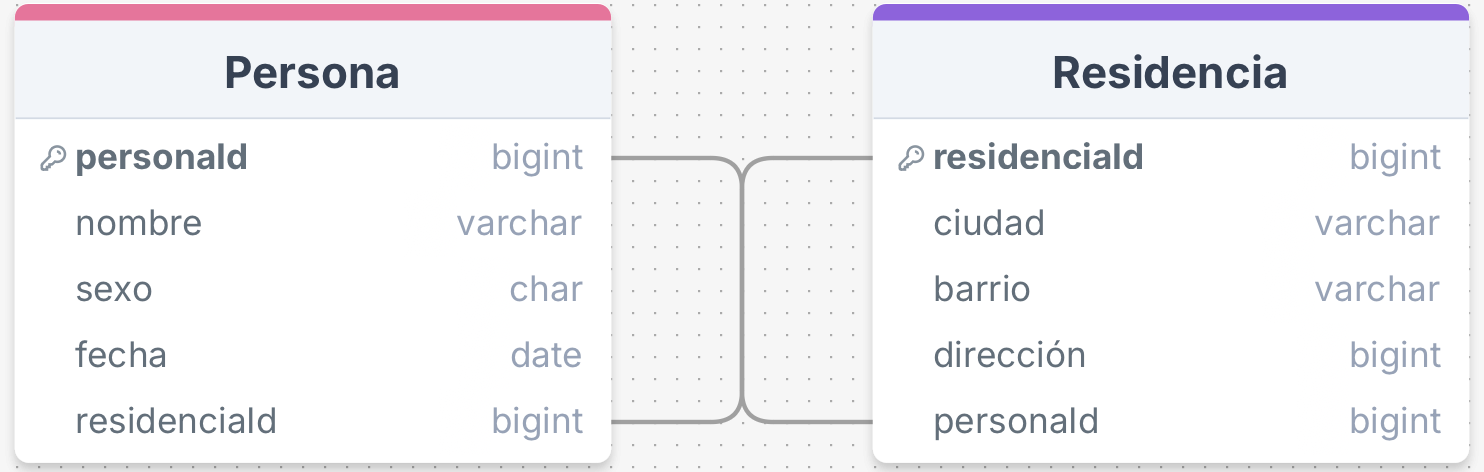 Persona
personaId bigint
nombre varchar
sexo char
fecha date
residenciaId bigint
Residencia
residenciaId bigint
ciudad varchar
barrio varchar
dirección bigint
personaId bigint